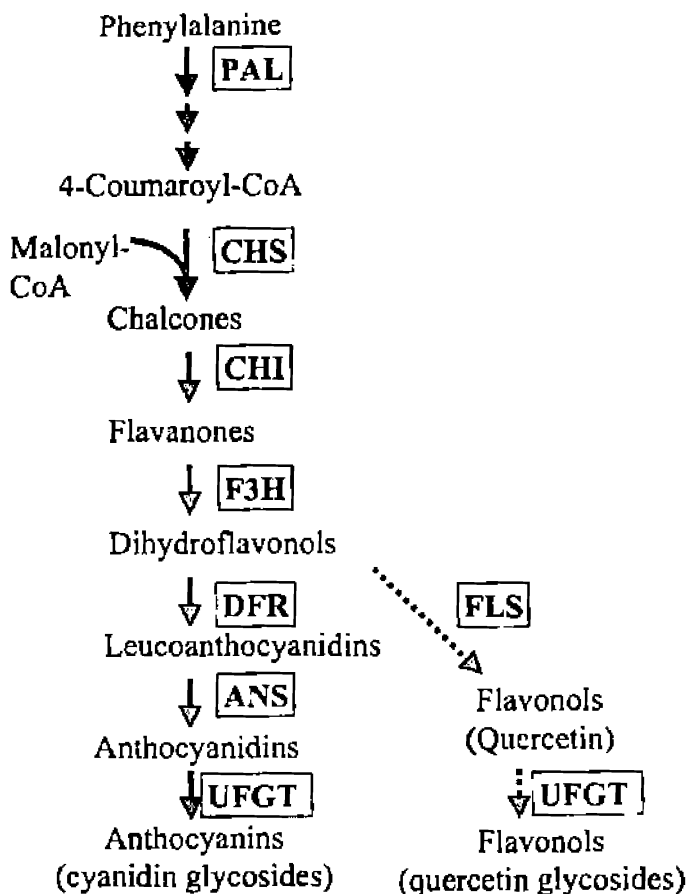 Phenylalanine
PAL
4-Coumaroyl-CoA
Malonyl-
CoA
CHS
Chalcones
CHI
Flavanones
F3H
Dihydroflavonols
DFR
FLS
Leucoanthocyanidins
ANS
Flavonols
(Quercetin)
Anthocyanidins
UFGT
UFGT
Anthocyanins
(cyanidin glycosides)
Flavonols
(quercetin glycosides)